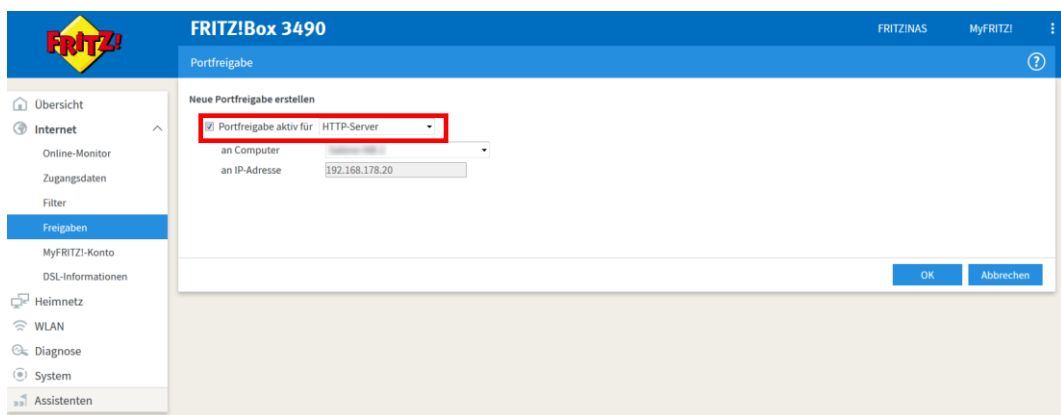 FRITZ!
FRITZ!Box 3490
FRITZ!NAS
MyFRITZ!
Portfreigabe
Übersicht
Internet
Online-Monitor
Zugangsdaten
Filter
Freigaben
MyFRITZ!-Konto
DSL-Informationen
Heimnetz
WLAN
Diagnose
System
Assistenten
Neue Portfreigabe erstellen
Portfreigabe aktiv für HTTP-Server
an Computer
an IP-Adresse 192.168.178.20
OK
Abbrechen